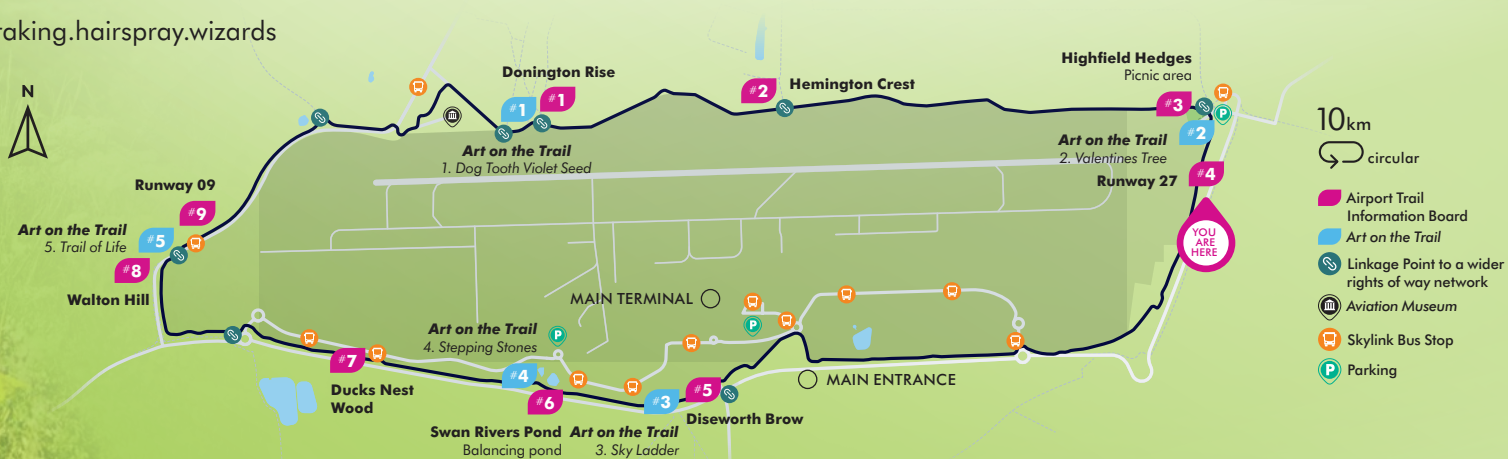 raking.hairspray.wizards
N
Donington Rise
#1
#1
Art on the Trail
1. Dog Tooth Violet Seed
#2
Hemington Crest
Highfield Hedges
Picnic area
#3
P
Art on the Trail
2. Valentines Tree
#2
Runway 27
#4
YOU
ARE
HERE
Runway 09
#9
Art on the Trail
5. Trail of Life
#5
#8
Walton Hill
MAIN TERMINAL
P
Art on the Trail
4. Stepping Stones
P
#7
Ducks Nest
Wood
#4
#6
Swan Rivers Pond
Balancing pond
#3
Art on the Trail
3. Sky Ladder
#5
Diseworth Brow
MAIN ENTRANCE
10km
circular
Airport Trail
Information Board
Art on the Trail
Linkage Point to a wider
rights of way network
Aviation Museum
Skylink Bus Stop
P
Parking